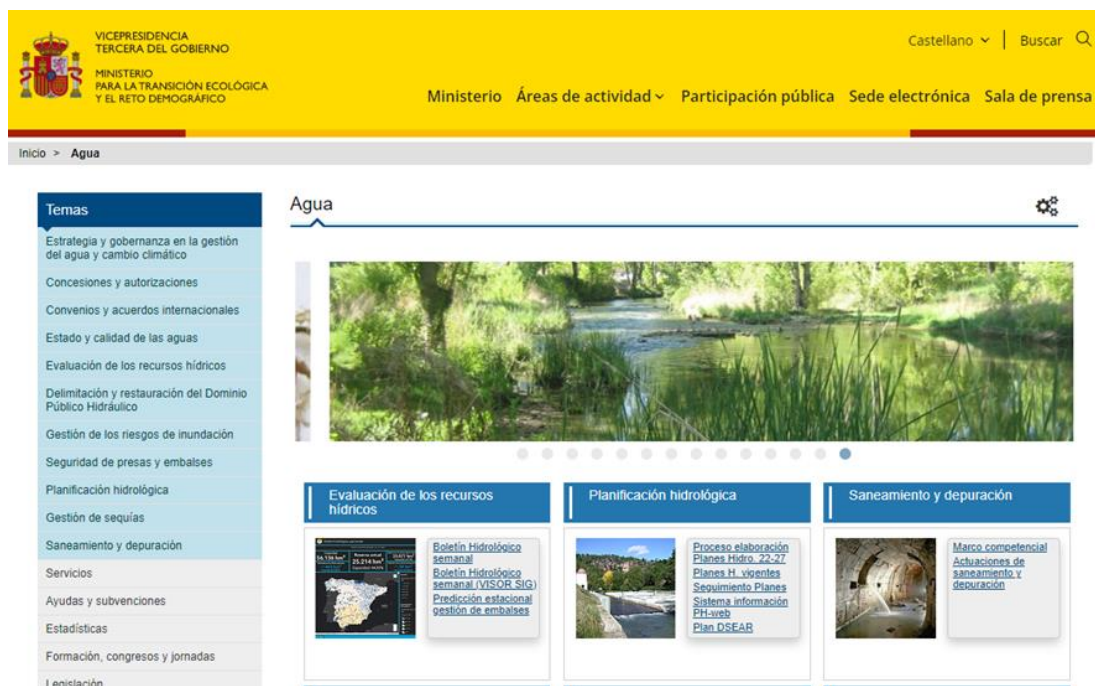 VICEPRESIDENCIA
TERCERA DEL GOBIERNO
MINISTERIO
PARA LA TRANSICIÓN ECOLÓGICA
Y EL RETO DEMOGRÁFICO
Castellano
Buscar
Ministerio
Áreas de actividad
Participación pública
Sede electrónica
Sala de prensa
Inicio > Agua
Temas
Estrategia y gobernanza en la gestión
del agua y cambio climático
Concesiones y autorizaciones
Convenios y acuerdos internacionales
Estado y calidad de las aguas
Evaluación de los recursos hídricos
Delimitación y restauración del Dominio
Público Hidráulico
Gestión de los riesgos de inundación
Seguridad de presas y embalses
Planificación hidrológica
Gestión de sequías
Saneamiento y depuración
Servicios
Ayudas y subvenciones
Estadísticas
Formación, congresos y jornadas
Legislación
Agua
Evaluación de los recursos
hídricos
Boletín Hidrológico
semanal
Boletín Hidrológico
semanal (VISOR SIG)
Predicción estacional
gestión de embalses
Planificación hidrológica
Proceso elaboración
Planes Hidro. 22-27
Planes H. vigentes
Seguimiento Planes
Sistema información
PH-web
Plan DSEAR
Saneamiento y depuración
Marco competencial
Actuaciones de
saneamiento y
depuración